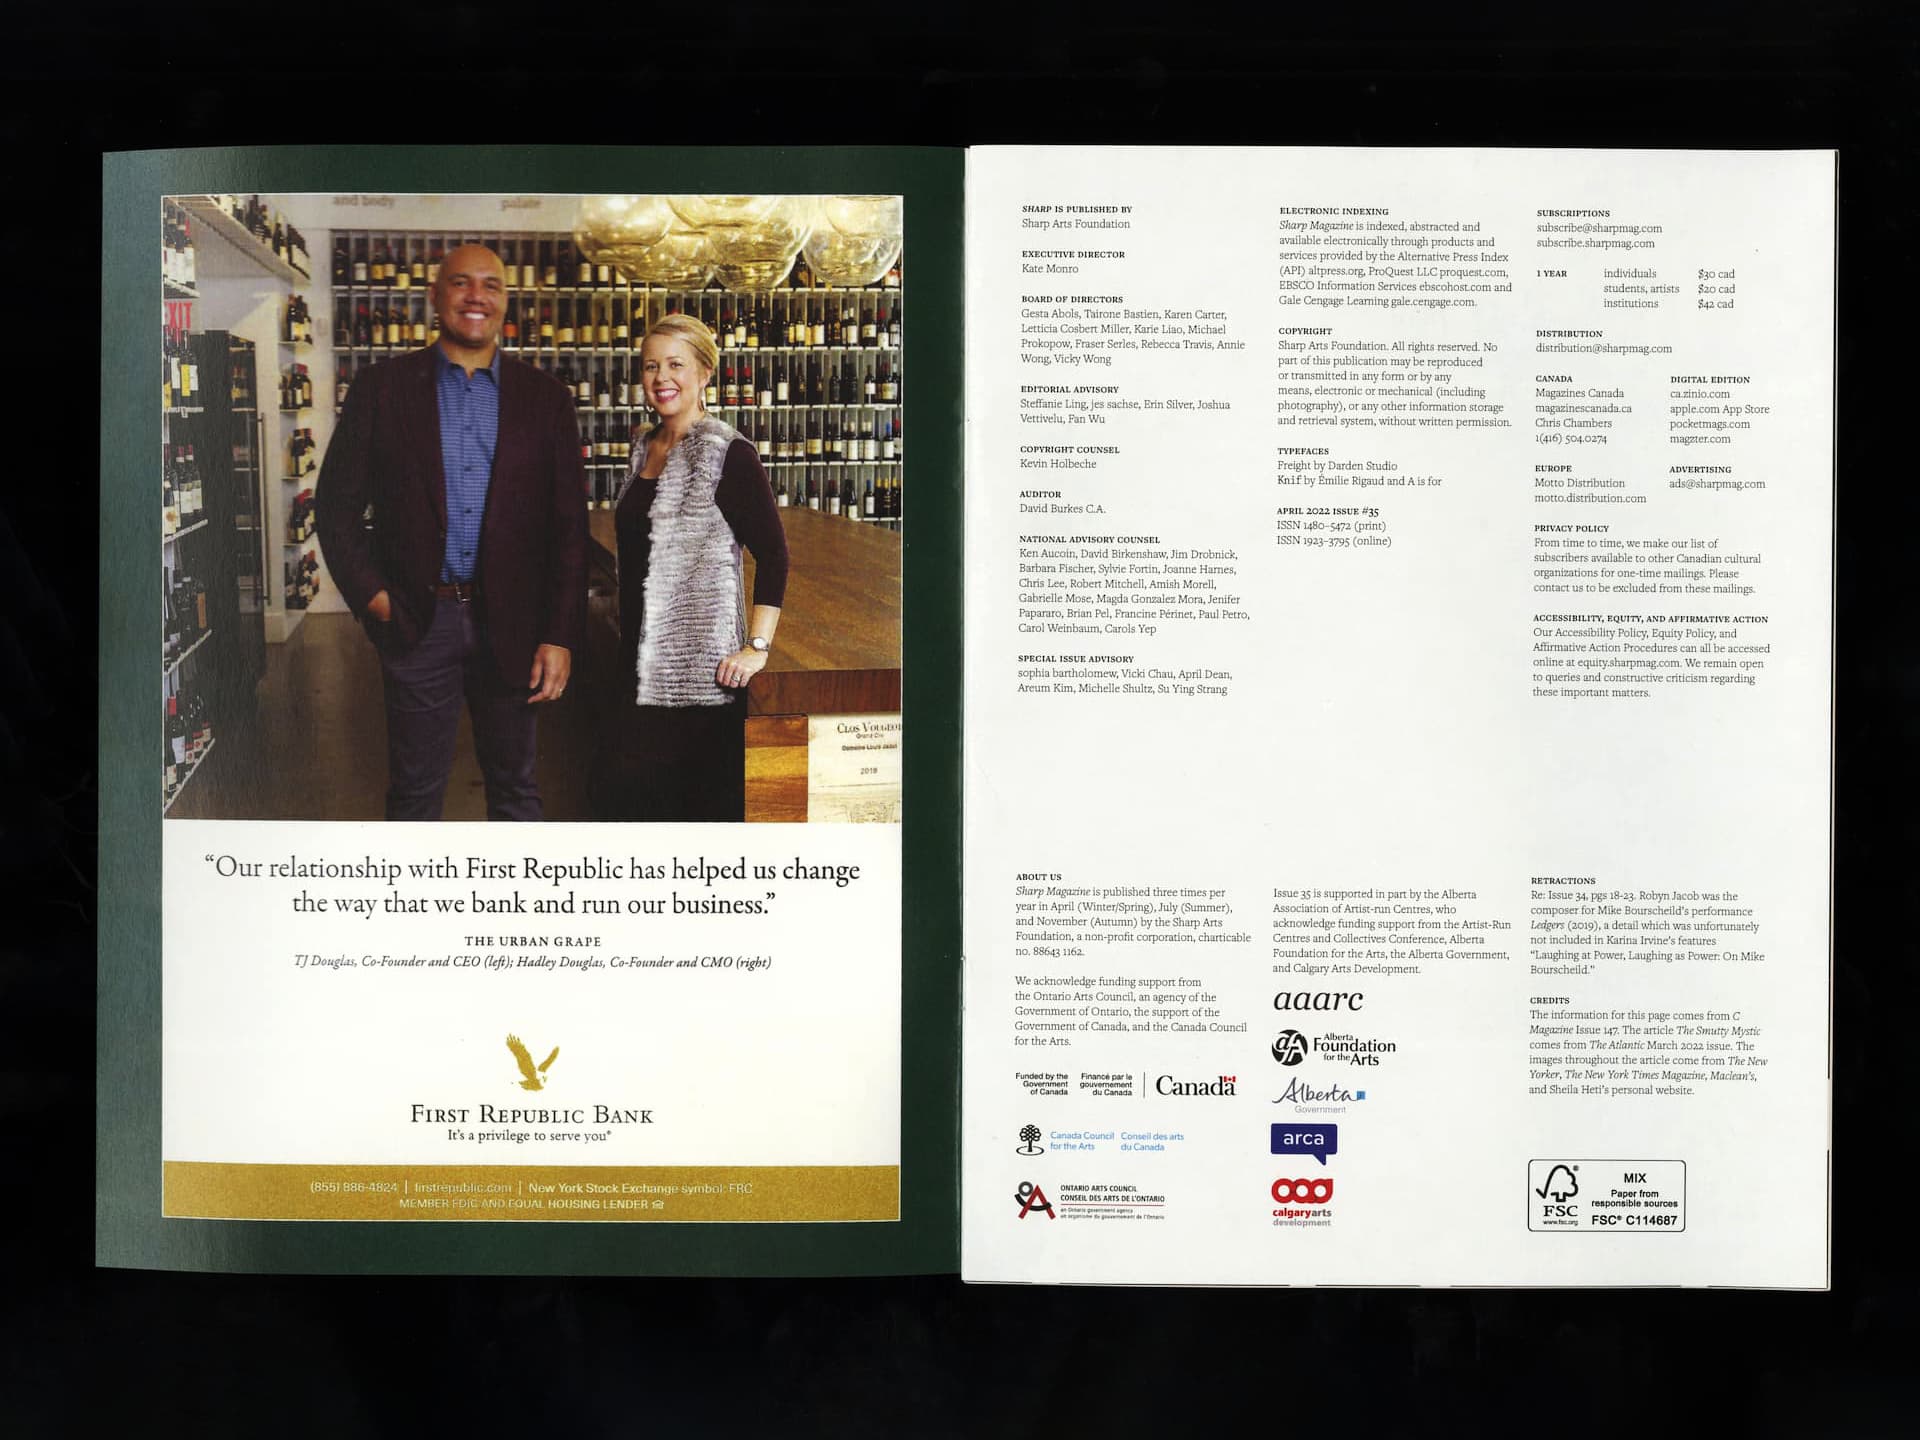 and body
palate
EXIT
CLOS VOUGEOT
Grand Cru
Domaine Louis Jadot
2018
“Our relationship with First Republic has helped us change
the way that we bank and run our business.”
THE URBAN GRAPE
TJ Douglas, Co-Founder and CEO (left); Hadley Douglas, Co-Founder and CMO (right)
FIRST REPUBLIC BANK
It’s a privilege to serve you®
(855) 886-4824 | firstrepublic.com | New York Stock Exchange symbol: FRC
MEMBER FDIC AND EQUAL HOUSING LENDER
SHARP IS PUBLISHED BY
Sharp Arts Foundation
EXECUTIVE DIRECTOR
Kate Monro
BOARD OF DIRECTORS
Gesta Abols, Tairone Bastien, Karen Carter,
Letticia Cosbert Miller, Karie Liao, Michael
Prokopow, Fraser Serles, Rebecca Travis, Annie
Wong, Vicky Wong
EDITORIAL ADVISORY
Steffanie Ling, jes sachse, Erin Silver, Joshua
Vettivelu, Fan Wu
COPYRIGHT COUNSEL
Kevin Holbeche
AUDITOR
David Burkes C.A.
NATIONAL ADVISORY COUNSEL
Ken Aucoin, David Birkenshaw, Jim Drobnick,
Barbara Fischer, Sylvie Fortin, Joanne Harnes,
Chris Lee, Robert Mitchell, Amish Morell,
Gabrielle Mose, Magda Gonzalez Mora, Jenifer
Papararo, Brian Pel, Francine Périnet, Paul Petro,
Carol Weinbaum, Carols Yep
SPECIAL ISSUE ADVISORY
sophia bartholomew, Vicki Chau, April Dean,
Areum Kim, Michelle Shultz, Su Ying Strang
ELECTRONIC INDEXING
Sharp Magazine is indexed, abstracted and
available electronically through products and
services provided by the Alternative Press Index
(API) altpress.org, ProQuest LLC proquest.com,
EBSCO Information Services ebscohost.com and
Gale Cengage Learning gale.cengage.com.
COPYRIGHT
Sharp Arts Foundation. All rights reserved. No
part of this publication may be reproduced
or transmitted in any form or by any
means, electronic or mechanical (including
photography), or any other information storage
and retrieval system, without written permission.
TYPEFACES
Freight by Darden Studio
Knif by Émilie Rigaud and A is for
APRIL 2022 ISSUE #35
ISSN 1480–5472 (print)
ISSN 1923–3795 (online)
SUBSCRIPTIONS
subscribe@sharpmag.com
subscribe.sharpmag.com
1 YEAR individuals $30 cad
students, artists $20 cad
institutions $42 cad
DISTRIBUTION
distribution@sharpmag.com
CANADA
Magazines Canada
magazinescanada.ca
Chris Chambers
1(416) 504.0274
DIGITAL EDITION
ca.zinio.com
apple.com App Store
pocketmags.com
magzter.com
EUROPE
Motto Distribution
motto.distribution.com
ADVERTISING
ads@sharpmag.com
PRIVACY POLICY
From time to time, we make our list of
subscribers available to other Canadian cultural
organizations for one-time mailings. Please
contact us to be excluded from these mailings.
ACCESSIBILITY, EQUITY, AND AFFIRMATIVE ACTION
Our Accessibility Policy, Equity Policy, and
Affirmative Action Procedures can all be accessed
online at equity.sharpmag.com. We remain open
to queries and constructive criticism regarding
these important matters.
ABOUT US
Sharp Magazine is published three times per
year in April (Winter/Spring), July (Summer),
and November (Autumn) by the Sharp Arts
Foundation, a non-profit corporation, charticable
no. 88643 1162.
We acknowledge funding support from
the Ontario Arts Council, an agency of the
Government of Ontario, the support of the
Government of Canada, and the Canada Council
for the Arts.
Funded by the
Government
of Canada
Financé par le
gouvernement
du Canada
Canada
Canada Council
for the Arts
Conseil des arts
du Canada
ONTARIO ARTS COUNCIL
CONSEIL DES ARTS DE L’ONTARIO
an Ontario government agency
un organisme du gouvernement de l’Ontario
Issue 35 is supported in part by the Alberta
Association of Artist-run Centres, who
acknowledge funding support from the Artist-Run
Centres and Collectives Conference, Alberta
Foundation for the Arts, the Alberta Government,
and Calgary Arts Development.
aaarc
Alberta
Foundation
for the Arts
Alberta
Government
arca
calgaryarts
development
RETRACTIONS
Re: Issue 34, pgs 18-23. Robyn Jacob was the
composer for Mike Bourscheild’s performance
Ledgers (2019), a detail which was unfortunately
not included in Karina Irvine’s features
“Laughing at Power, Laughing as Power: On Mike
Bourscheild.”
CREDITS
The information for this page comes from C
Magazine Issue 147. The article The Smutty Mystic
comes from The Atlantic March 2022 issue. The
images throughout the article come from The New
Yorker, The New York Times Magazine, Maclean’s,
and Sheila Heti’s personal website.
FSC
www.fsc.org
MIX
Paper from
responsible sources
FSC® C114687